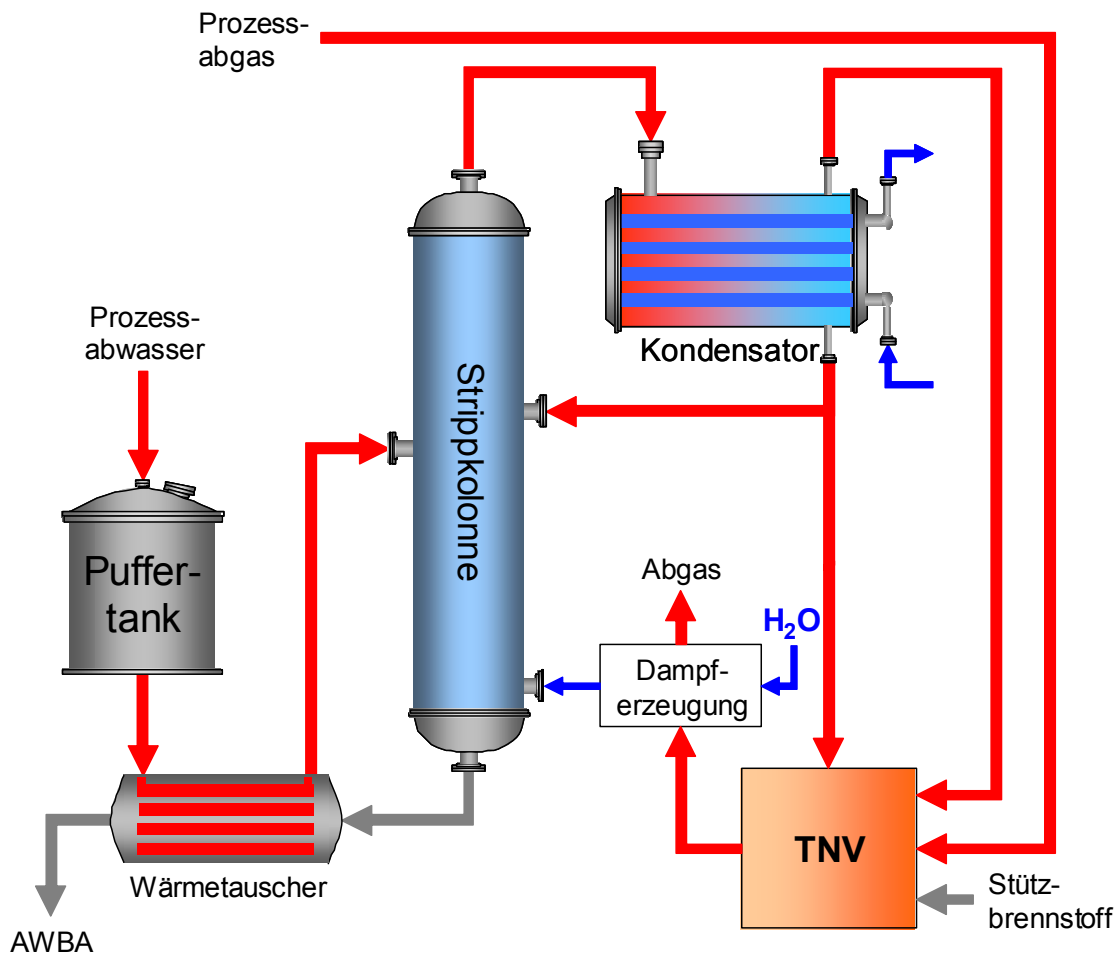 Prozess-
abgas
Prozess-
abwasser
Kondensator
Strippkolonne
Puffer-
tank
Abgas
H₂O
Dampf-
erzeugung
TNV
Wärmetauscher
Stütz-
brennstoff
AWBA